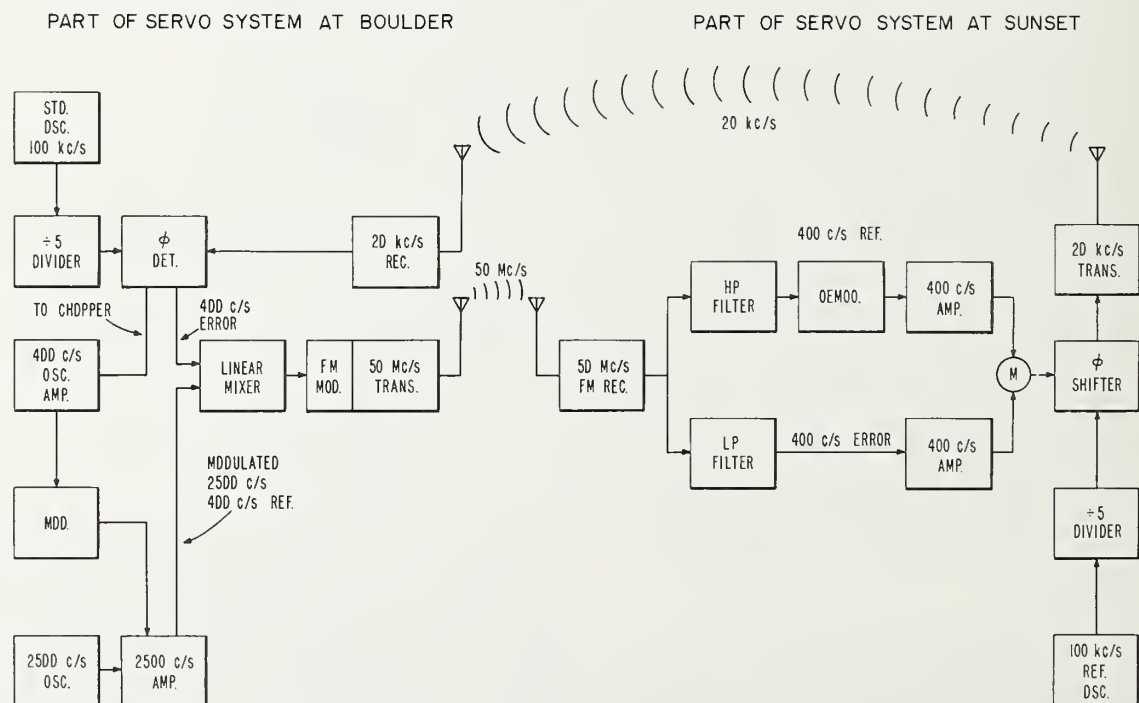 PART OF SERVO SYSTEM AT BOULDER
PART OF SERVO SYSTEM AT SUNSET
STD.
DSC.
100 kc/s
20 kc/s
÷5
DIVIDER
ϕ
DET.
2D kc/s
REC.
50 Mc/s
TO CHDPPER
4DD c/s
ERROR
4DD c/s
OSC.
AMP.
LINEAR
MIXER
FM
MOD.
50 Mc/s
TRANS.
5D Mc/s
FM REC.
HP
FILTER
400 c/s REF.
OEMOO.
400 c/s
AMP.
M
2D kc/s
TRANS.
ϕ
SHIFTER
LP
FILTER
400 c/s ERROR
400 c/s
AMP.
MDDULATED
25DD c/s
4DD c/s REF.
MDD.
÷5
DIVIDER
25DD c/s
OSC.
2500 c/s
AMP.
100 kc/s
REF.
DSC.